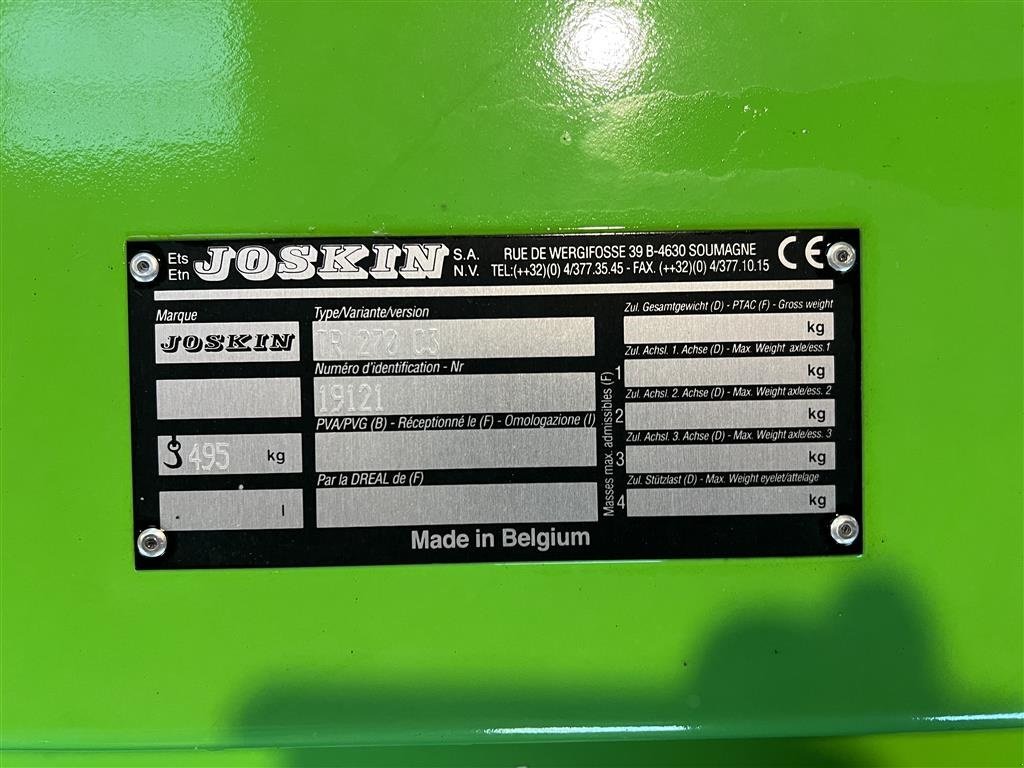 Ets JOSKIN S.A.
Etn N.V.
RUE DE WERGIFOSSE 39 B-4630 SOUMAGNE
TEL:(++32)(0) 4/377.35.45 - FAX. (++32)(0) 4/377.10.15
CE
Marque
JOSKIN
495 kg
l
Type/Variante/version
TR 270 C3
Numéro d'identification - Nr
19121
PVA/PVG (B) - Réceptionné le (F) - Omologazione (I)
Par la DREAL de (F)
Masses max. admissibles (F)
Zul. Gesamtgewicht (D) - PTAC (F) - Gross weight
kg
Zul. Achsl. 1. Achse (D) - Max. Weight axle/ess.1
1 kg
Zul. Achsl. 2. Achse (D) - Max. Weight axle/ess. 2
2 kg
Zul. Achsl. 3. Achse (D) - Max. Weight axle/ess. 3
3 kg
Zul. Stützlast (D) - Max. Weight eyelet/attelage
4 kg
Made in Belgium